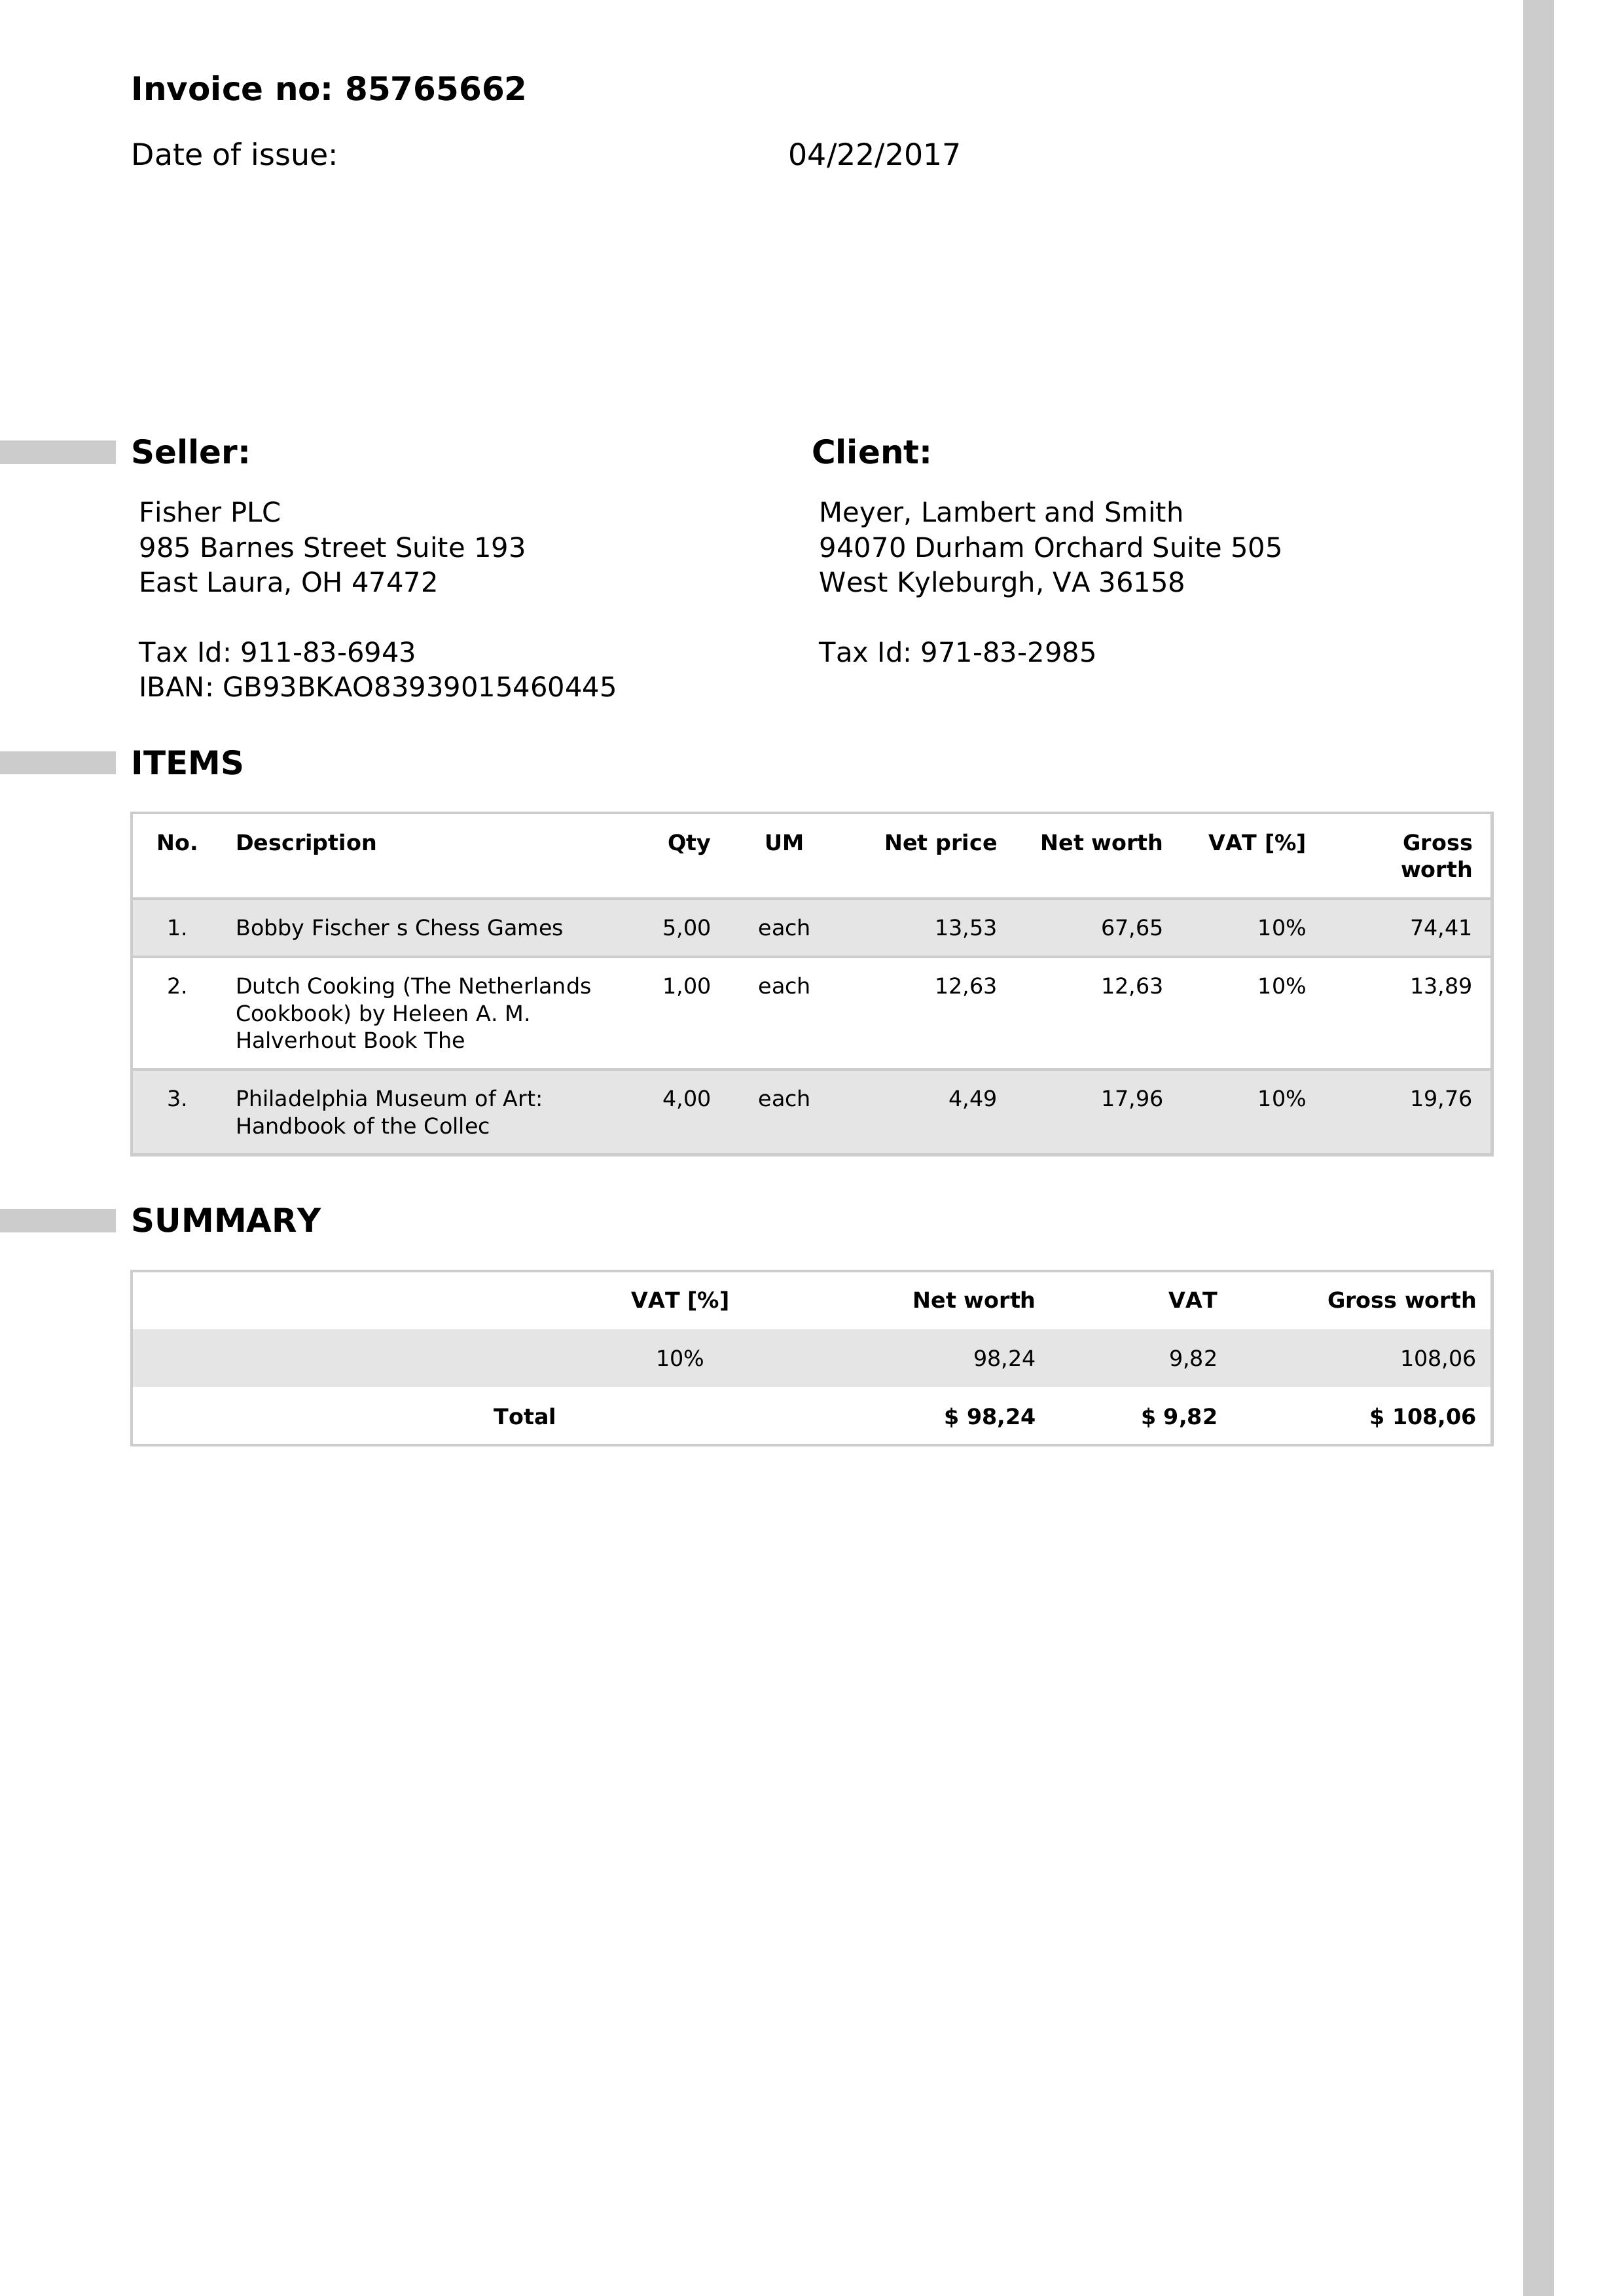 Invoice no: 85765662
Date of issue: 04/22/2017
Seller:
Fisher PLC
985 Barnes Street Suite 193
East Laura, OH 47472
Tax Id: 911-83-6943
IBAN: GB93BKAO83939015460445
Client:
Meyer, Lambert and Smith
94070 Durham Orchard Suite 505
West Kyleburgh, VA 36158
Tax Id: 971-83-2985
ITEMS
No. Description Qty UM Net price Net worth VAT [%] Gross
worth
1. Bobby Fischer s Chess Games 5,00 each 13,53 67,65 10% 74,41
2. Dutch Cooking (The Netherlands 1,00 each 12,63 12,63 10% 13,89
Cookbook) by Heleen A. M.
Halverhout Book The
3. Philadelphia Museum of Art: 4,00 each 4,49 17,96 10% 19,76
Handbook of the Collec
SUMMARY
VAT [%] Net worth VAT Gross worth
10% 98,24 9,82 108,06
Total $ 98,24 $ 9,82 $ 108,06